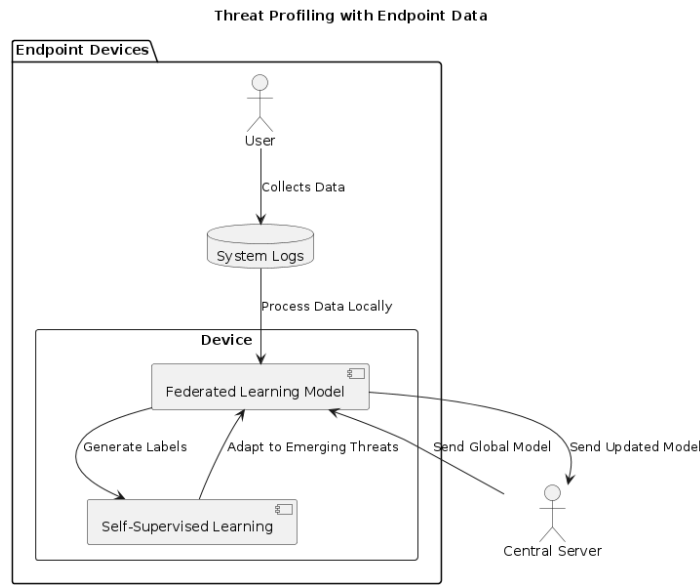 Threat Profiling with Endpoint Data
Endpoint Devices
User
Collects Data
System Logs
Process Data Locally
Device
Federated Learning Model
Generate Labels
Adapt to Emerging Threats
Send Global Model
Send Updated Model
Self-Supervised Learning
Central Server